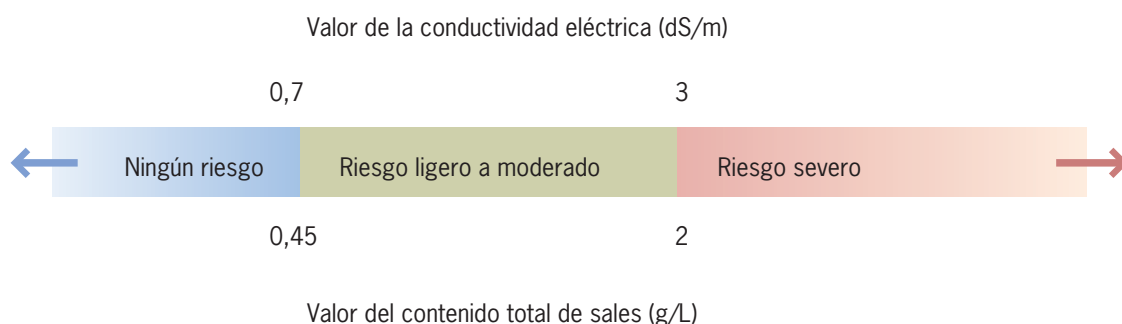 Valor de la conductividad eléctrica (dS/m)
0,7 3
Ningún riesgo Riesgo ligero a moderado Riesgo severo
0,45 2
Valor del contenido total de sales (g/L)